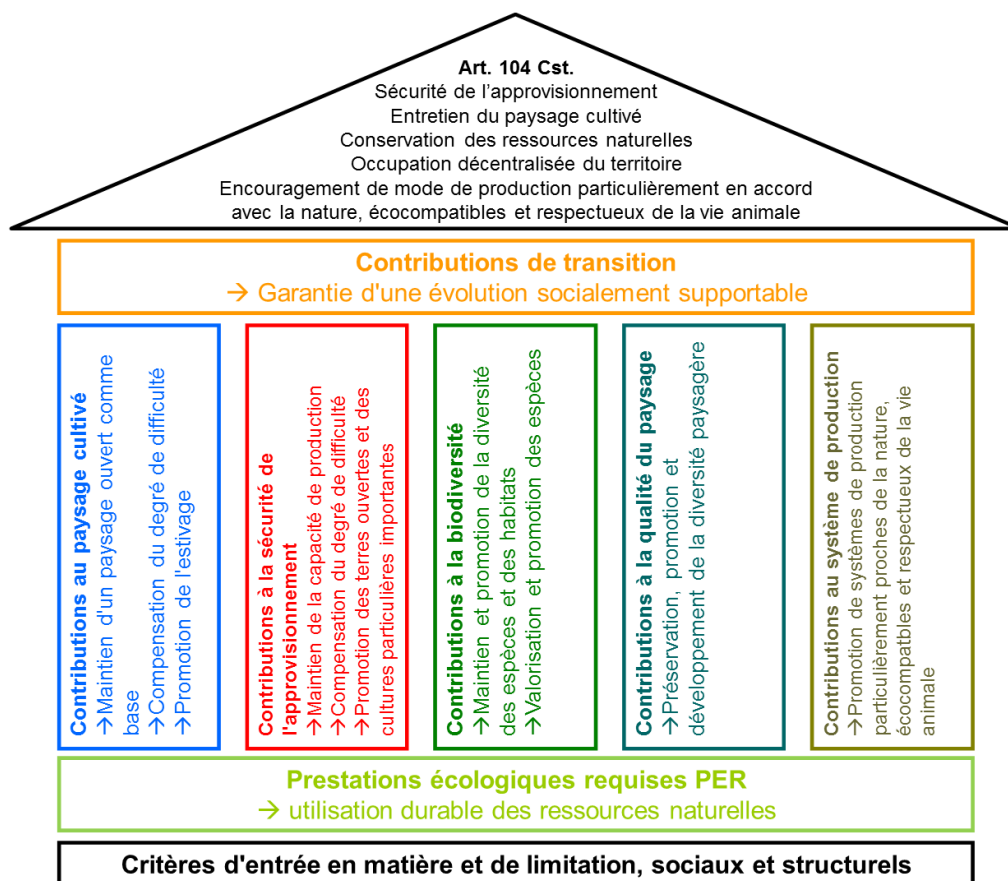 Art. 104 Cst.
Sécurité de l'approvisionnement
Entretien du paysage cultivé
Conservation des ressources naturelles
Occupation décentralisée du territoire
Encouragement de mode de production particulièrement en accord
avec la nature, écocompatibles et respectueux de la vie animale
Contributions de transition
→ Garantie d'une évolution socialement supportable
Contributions au paysage cultivé
→Maintien d'un paysage ouvert comme
base
→Compensation du degré de difficulté
→Promotion de l'estivage
Contributions à la sécurité de
l'approvisionnement
→Maintien de la capacité de production
→Compensation du degré de difficulté
→Promotion des terres ouvertes et des
cultures particulières importantes
Contributions à la biodiversité
→Maintien et promotion de la diversité
des espèces et des habitats
→Valorisation et promotion des espèces
Contributions à la qualité du paysage
→Préservation, promotion et
développement de la diversité paysagère
Contributions au système de production
→Promotion de systèmes de production
particulièrement proches de la nature,
écocompatibles et respectueux de la vie
animale
Prestations écologiques requises PER
→ utilisation durable des ressources naturelles
Critères d'entrée en matière et de limitation, sociaux et structurels